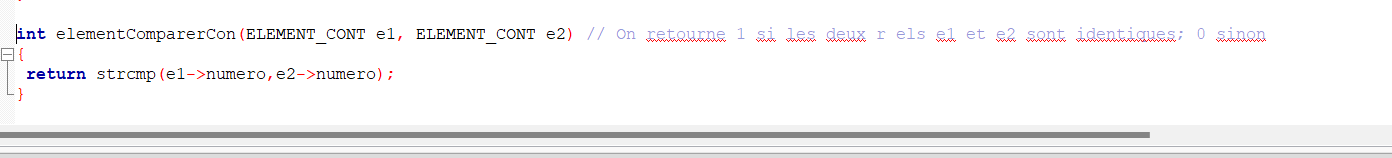 int elementComparerCon(ELEMENT_CONT e1, ELEMENT_CONT e2) // On retourne 1 si les deux r els e1 et e2 sont identiques; 0 sinon
{
return strcmp(e1->numero,e2->numero);
}